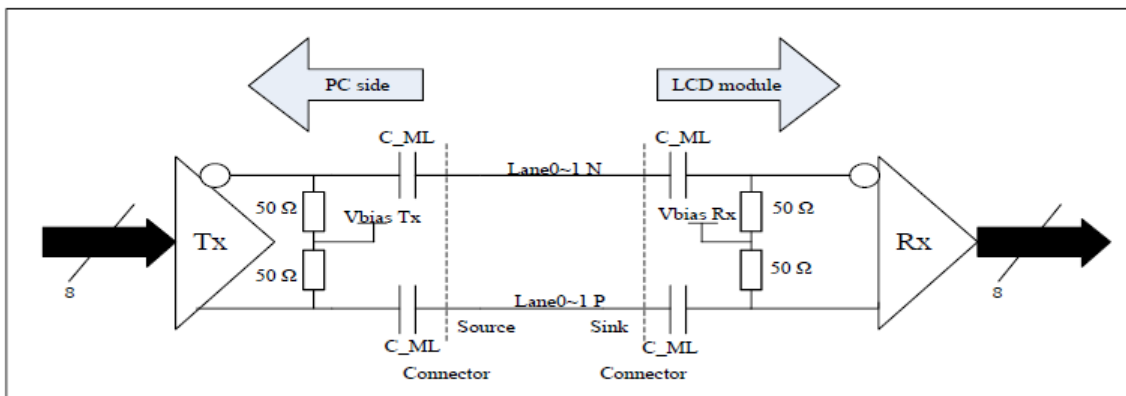 PC side
LCD module
C_ML
C_ML
Lane0~1 N
50 Ω
Vbias Tx
Vbias Rx
50 Ω
Tx
Rx
50 Ω
50 Ω
8
8
Lane0~1 P
Source
Sink
C_ML
C_ML
Connector
Connector